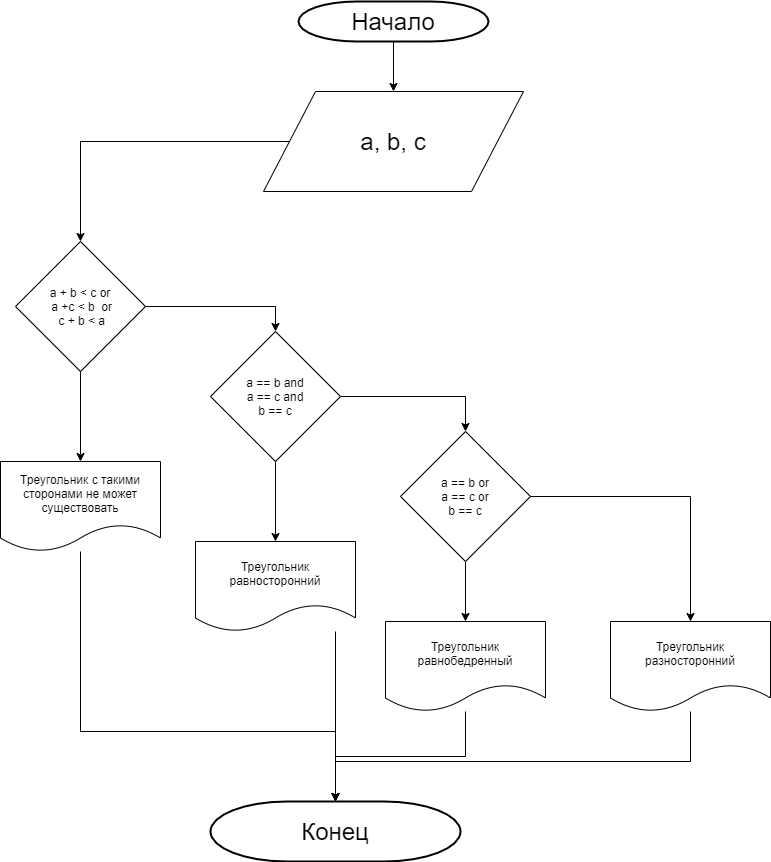 Начало
a, b, c
a + b < c or
a +c < b  or
c + b < a
a == b and
a == c and
b == c
a == b or
a == c or
b == c
Треугольник с такими
сторонами не может
существовать
Треугольник
равносторонний
Треугольник
равнобедренный
Треугольник
разносторонний
Конец